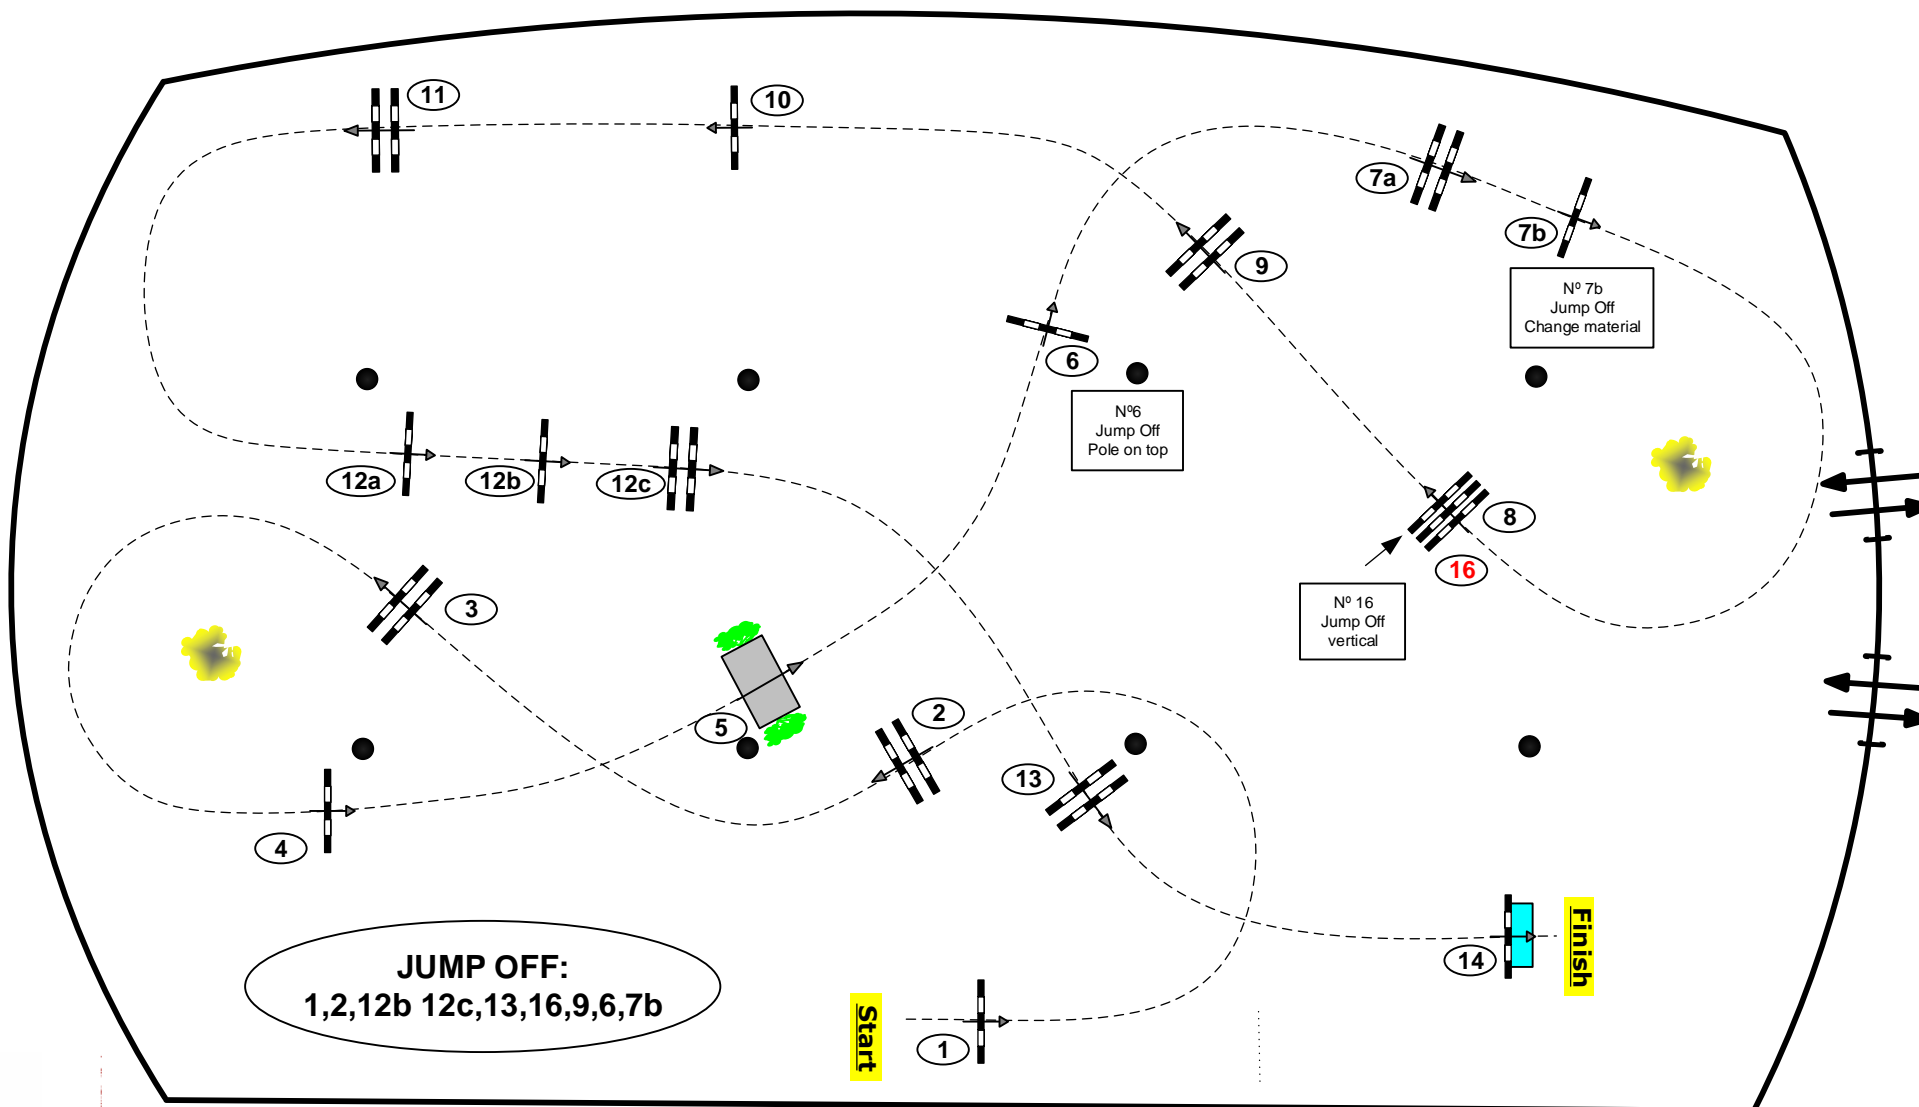 11
10
7a
7b
9
Nº 7b
Jump Off
Change material
6
Nº6
Jump Off
Pole on top
12a
12b
12c
8
16
Nº 16
Jump Off
vertical
3
5
2
13
4
14
Finish
JUMP OFF:
1,2,12b 12c,13,16,9,6,7b
Start
1